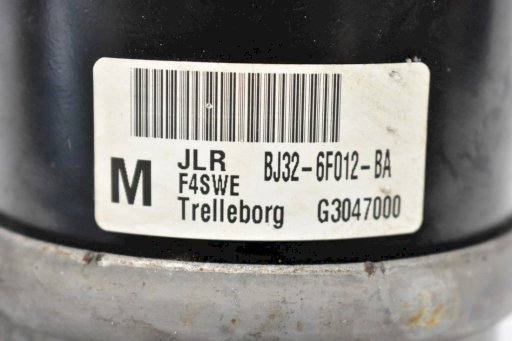 JLR BJ32-6F012-BA
M F4SWE
Trelleborg G3047000